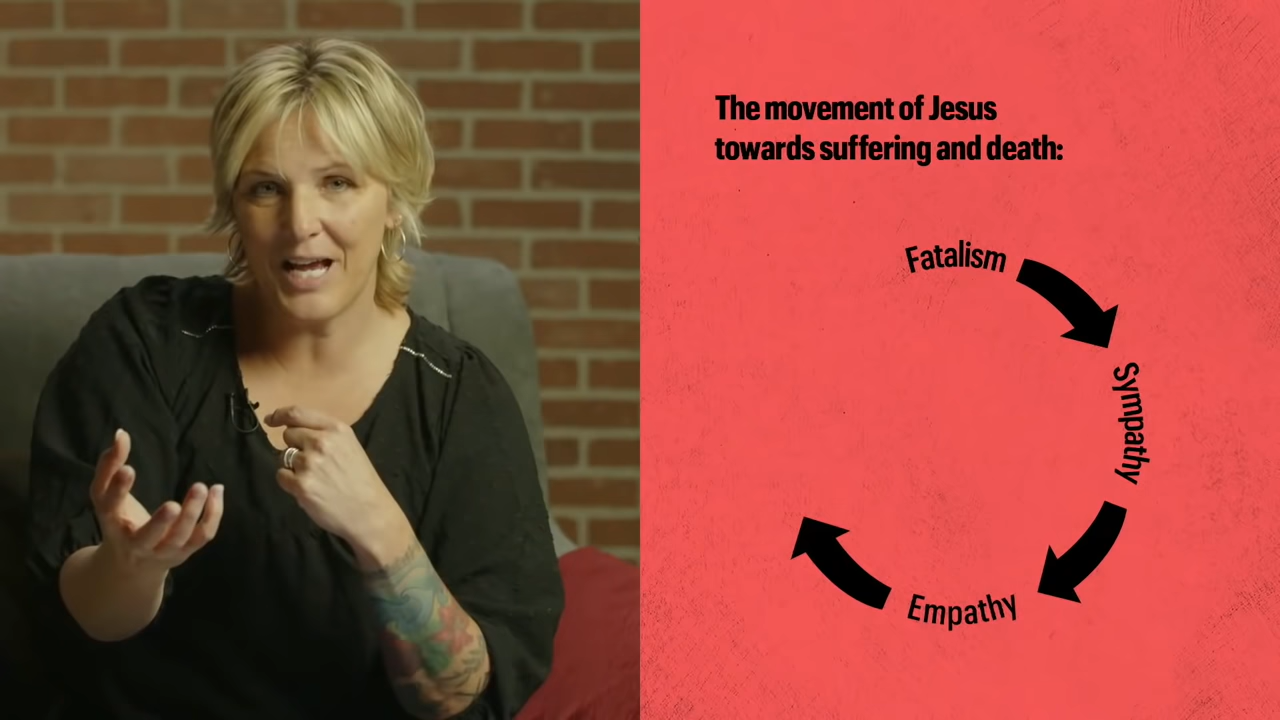 The movement of Jesus
towards suffering and death:
Fatalism
Sympathy
Empathy